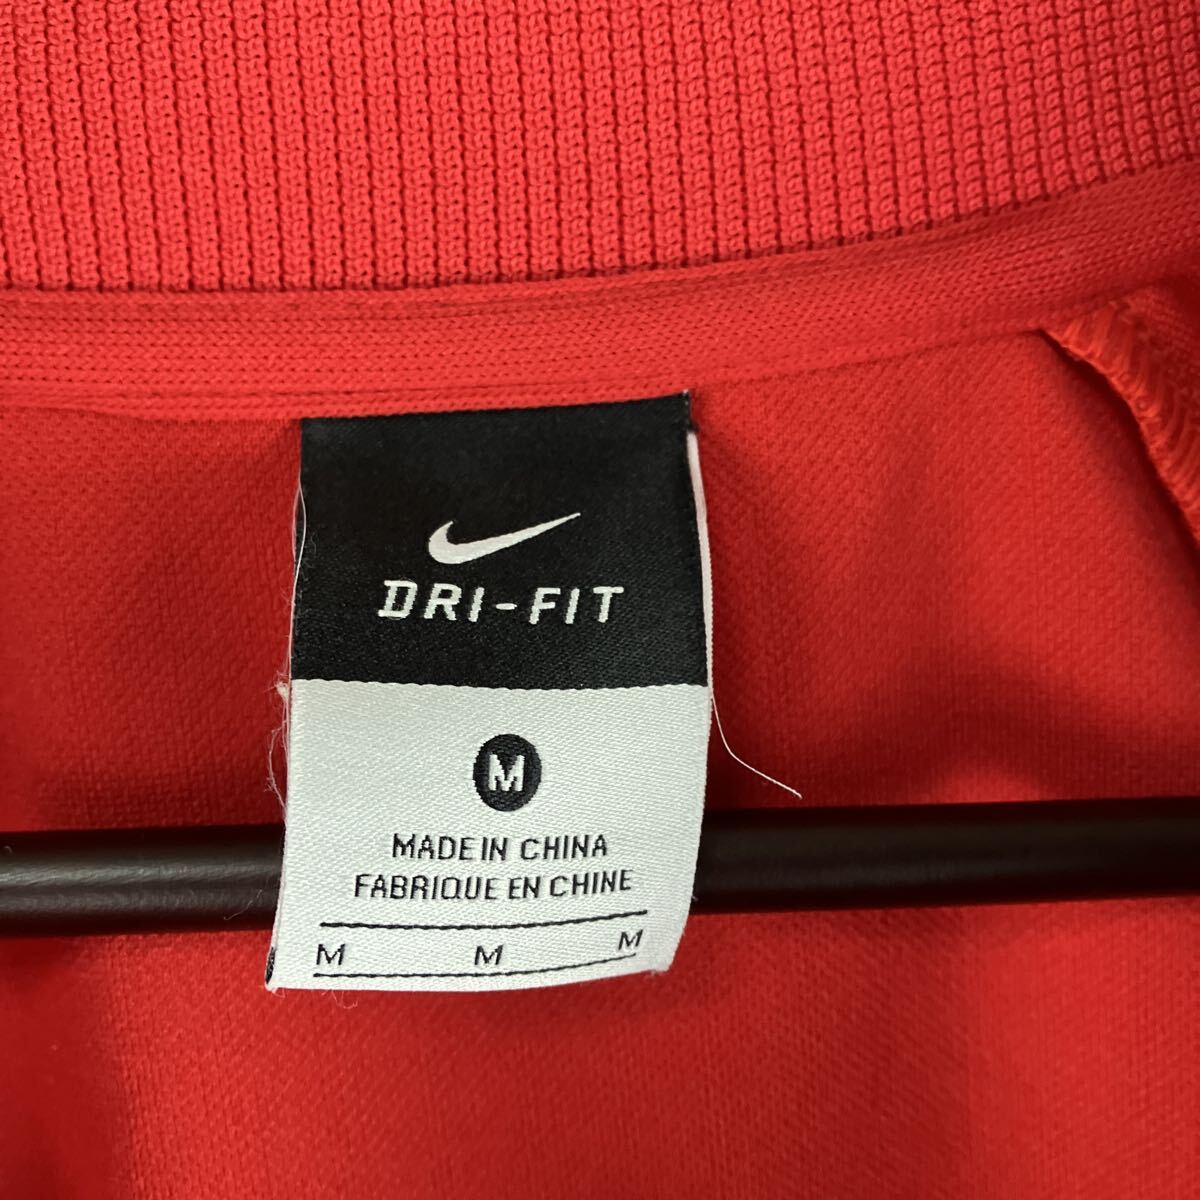 DRI-FIT
M
MADE IN CHINA
FABRIQUE EN CHINE
M M M